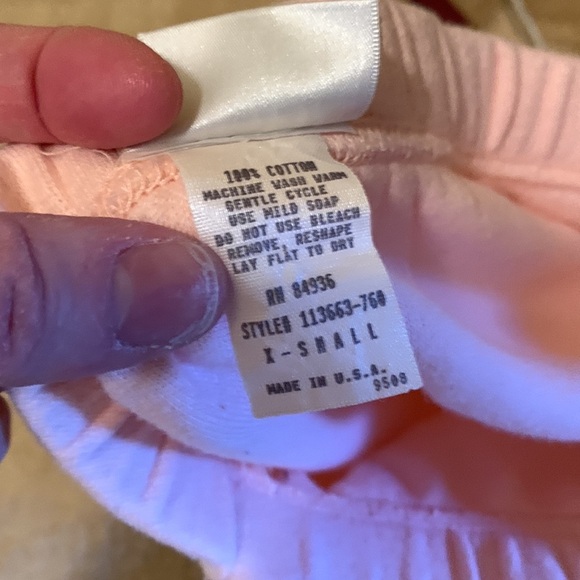 100% COTTON
MACHINE WASH WARM
GENTLE CYCLE
USE MILD SOAP
DO NOT USE BLEACH
REMOVE, RESHAPE
LAY FLAT TO DRY
RN 84936
STYLE# 113663-760
X-SMALL
MADE IN U.S.A.
9508